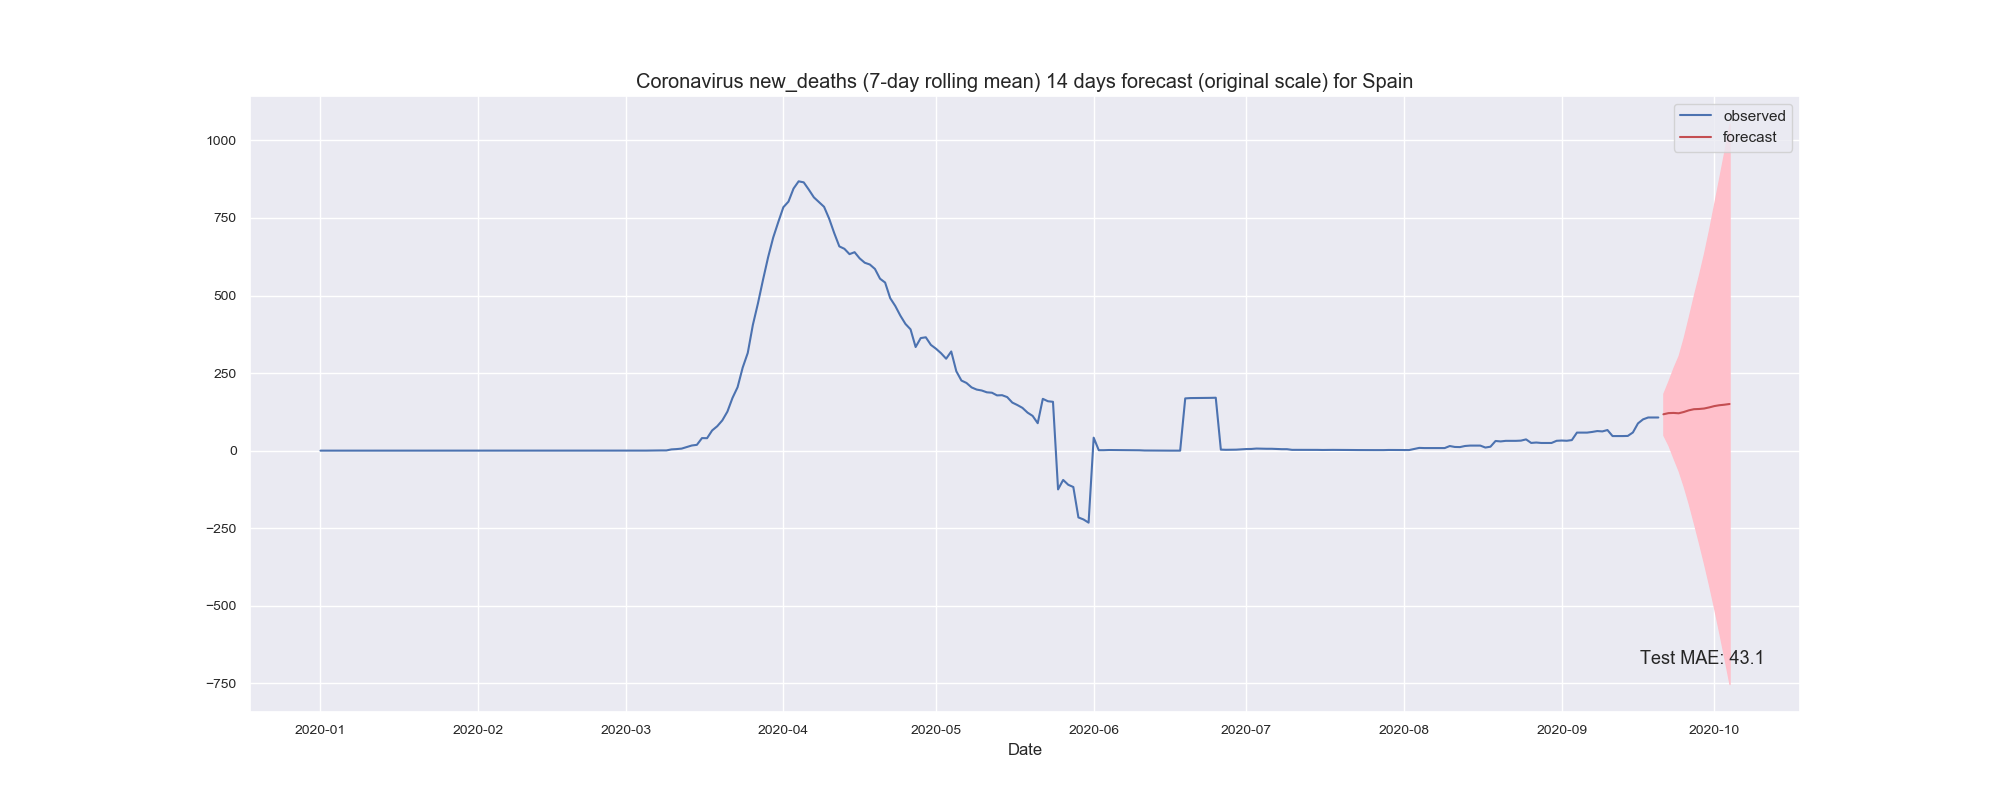 Coronavirus new_deaths (7-day rolling mean) 14 days forecast (original scale) for Spain
observed
forecast
1000
750
500
250
0
−250
−500
−750
Test MAE: 43.1
2020-01 2020-02 2020-03 2020-04 2020-05 2020-06 2020-07 2020-08 2020-09 2020-10
Date